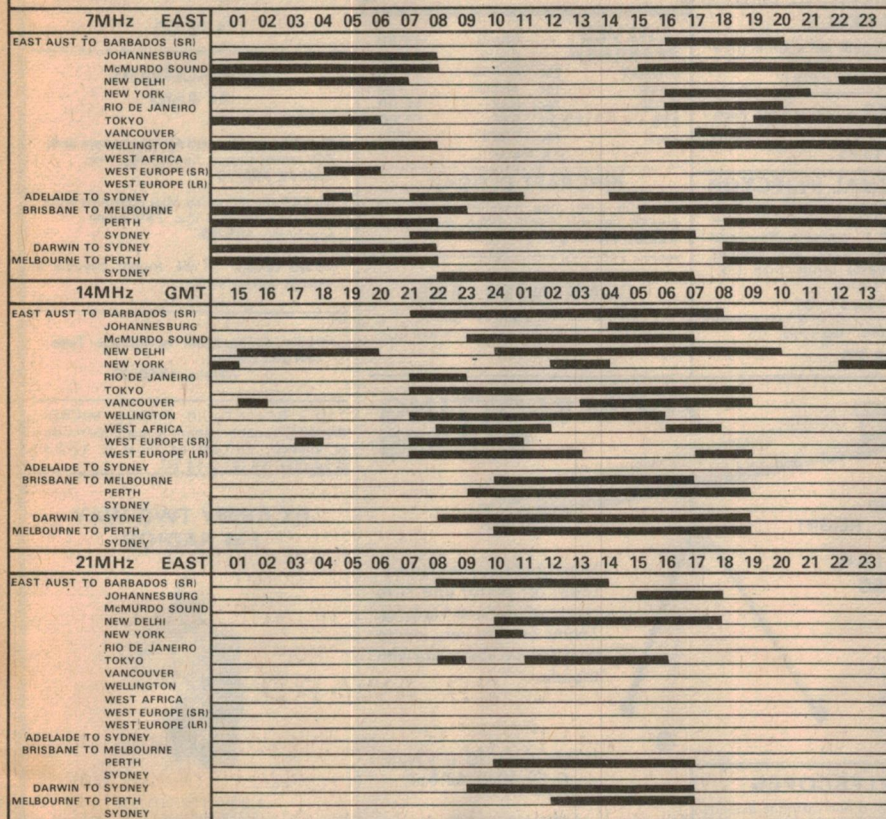 7MHz EAST 01 02 03 04 05 06 07 08 09 10 11 12 13 14 15 16 17 18 19 20 21 22 23
EAST AUST TO BARBADOS (SR)
JOHANNESBURG
McMURDO SOUND
NEW DELHI
NEW YORK
RIO DE JANEIRO
TOKYO
VANCOUVER
WELLINGTON
WEST AFRICA
WEST EUROPE (SR)
WEST EUROPE (LR)
ADELAIDE TO SYDNEY
BRISBANE TO MELBOURNE
PERTH
SYDNEY
DARWIN TO SYDNEY
MELBOURNE TO PERTH
SYDNEY
14MHz GMT 15 16 17 18 19 20 21 22 23 24 01 02 03 04 05 06 07 08 09 10 11 12 13
EAST AUST TO BARBADOS (SR)
JOHANNESBURG
McMURDO SOUND
NEW DELHI
NEW YORK
RIO DE JANEIRO
TOKYO
VANCOUVER
WELLINGTON
WEST AFRICA
WEST EUROPE (SR)
WEST EUROPE (LR)
ADELAIDE TO SYDNEY
BRISBANE TO MELBOURNE
PERTH
SYDNEY
DARWIN TO SYDNEY
MELBOURNE TO PERTH
SYDNEY
21MHz EAST 01 02 03 04 05 06 07 08 09 10 11 12 13 14 15 16 17 18 19 20 21 22 23
EAST AUST TO BARBADOS (SR)
JOHANNESBURG
McMURDO SOUND
NEW DELHI
NEW YORK
RIO DE JANEIRO
TOKYO
VANCOUVER
WELLINGTON
WEST AFRICA
WEST EUROPE (SR)
WEST EUROPE (LR)
ADELAIDE TO SYDNEY
BRISBANE TO MELBOURNE
PERTH
SYDNEY
DARWIN TO SYDNEY
MELBOURNE TO PERTH
SYDNEY